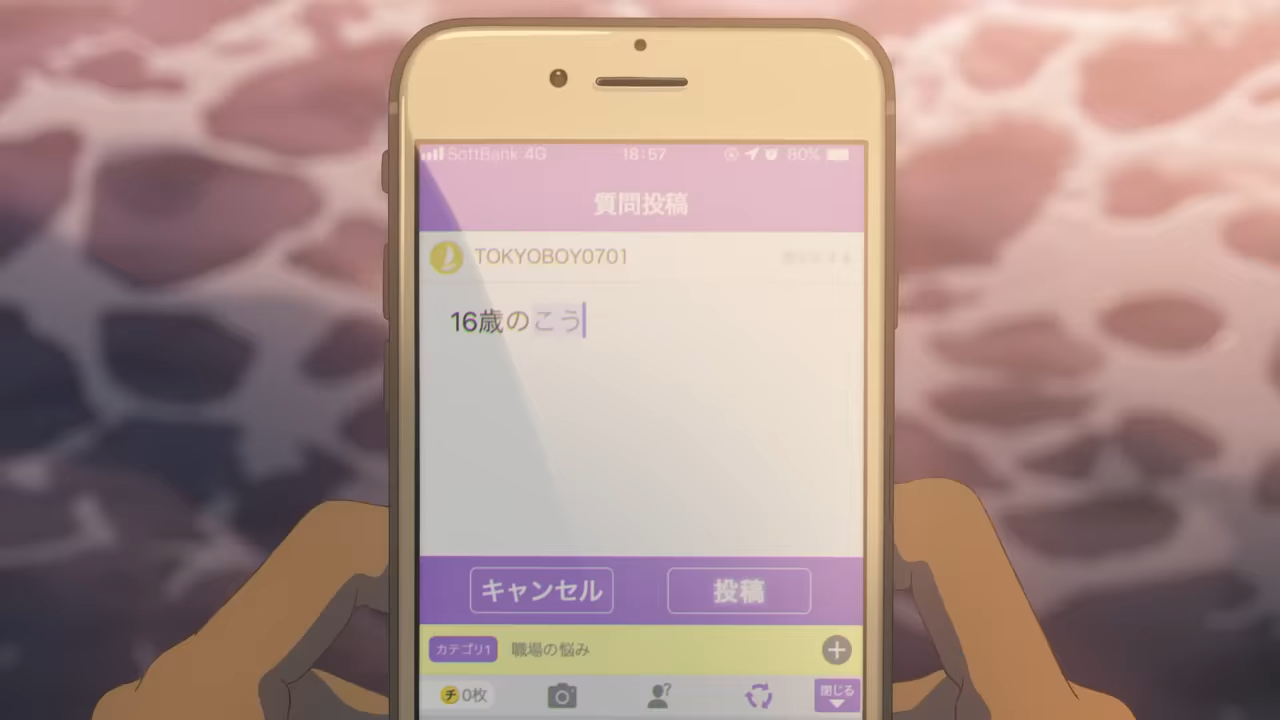 SoftBank 4G 18:57 80%
質問投稿
TOKYOBOY0701
16歳のこう
キャンセル 投稿
カテゴリ1 職場の悩み
チ 0枚 ? 閉じる